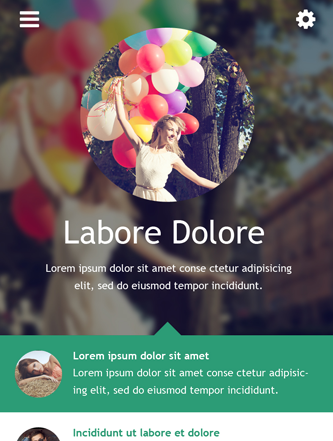 Labore Dolore
Lorem ipsum dolor sit amet conse ctetur adipisicing
elit, sed do eiusmod tempor incididunt.
Lorem ipsum dolor sit amet
Lorem ipsum dolor sit amet conse ctetur adipisic-
ing elit, sed do eiusmod tempor incididunt.
Incididunt ut labore et dolore